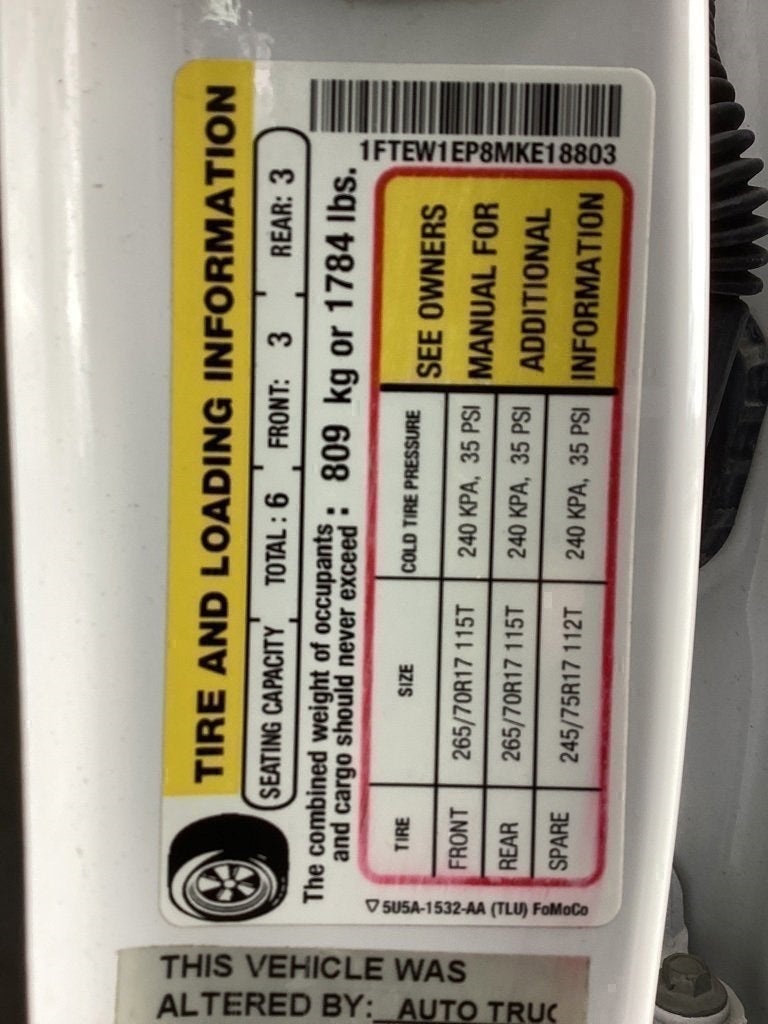 TIRE AND LOADING INFORMATION
SEATING CAPACITY TOTAL : 6 FRONT: 3 REAR: 3
The combined weight of occupants
and cargo should never exceed : 809 kg or 1784 lbs.
TIRE SIZE COLD TIRE PRESSURE
FRONT 265/70R17 115T 240 KPA, 35 PSI
REAR 265/70R17 115T 240 KPA, 35 PSI
SPARE 245/75R17 112T 240 KPA, 35 PSI
SEE OWNERS
MANUAL FOR
ADDITIONAL
INFORMATION
1FTEW1EP8MKE18803
5U5A-1532-AA (TLU) FoMoCo
THIS VEHICLE WAS
ALTERED BY: AUTO TRUC